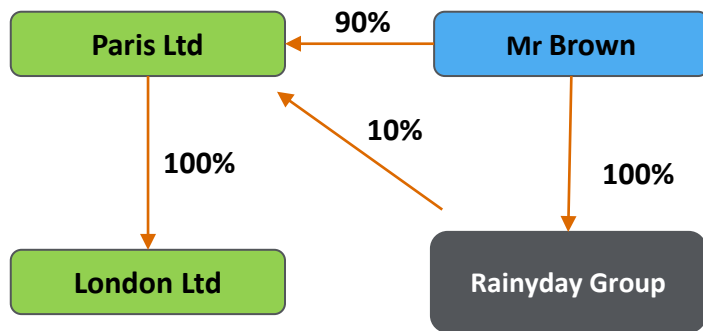 90%
Paris Ltd
Mr Brown
10%
100%
100%
London Ltd
Rainyday Group